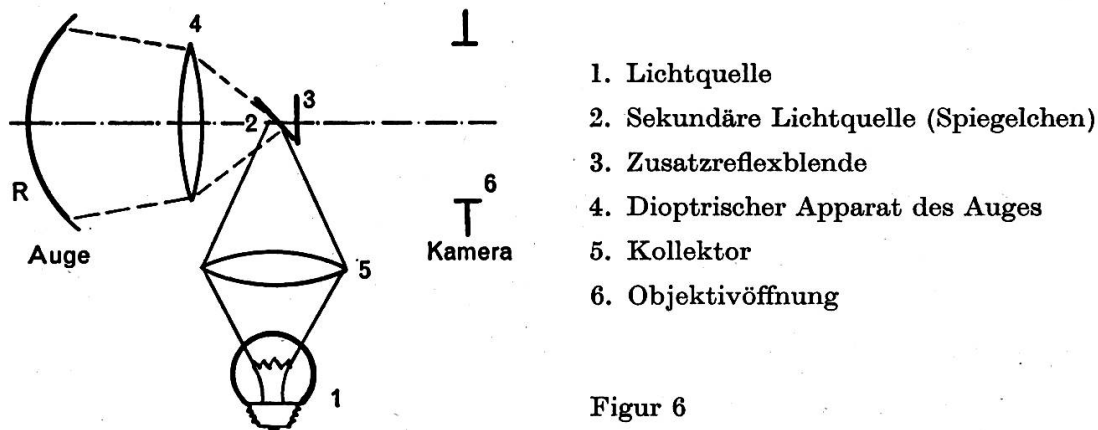 4
3
2
R
6
Auge
Kamera
5
1
1. Lichtquelle
2. Sekundäre Lichtquelle (Spiegelchen)
3. Zusatzreflexblende
4. Dioptrischer Apparat des Auges
5. Kollektor
6. Objektivöffnung
Figur 6